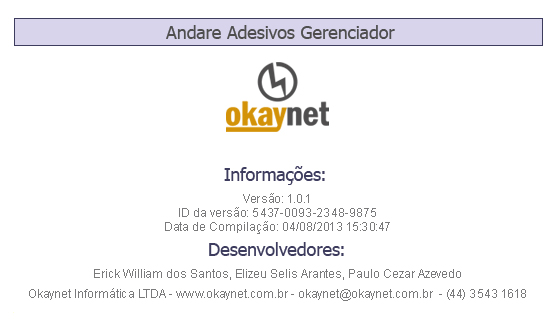 Andare Adesivos Gerenciador
okaynet
Informações:
Versão: 1.0.1
ID da versão: 5437-0093-2348-9875
Data de Compilação: 04/08/2013 15:30:47
Desenvolvedores:
Erick William dos Santos, Elizeu Selis Arantes, Paulo Cezar Azevedo
Okaynet Informática LTDA - www.okaynet.com.br - okaynet@okaynet.com.br - (44) 3543 1618